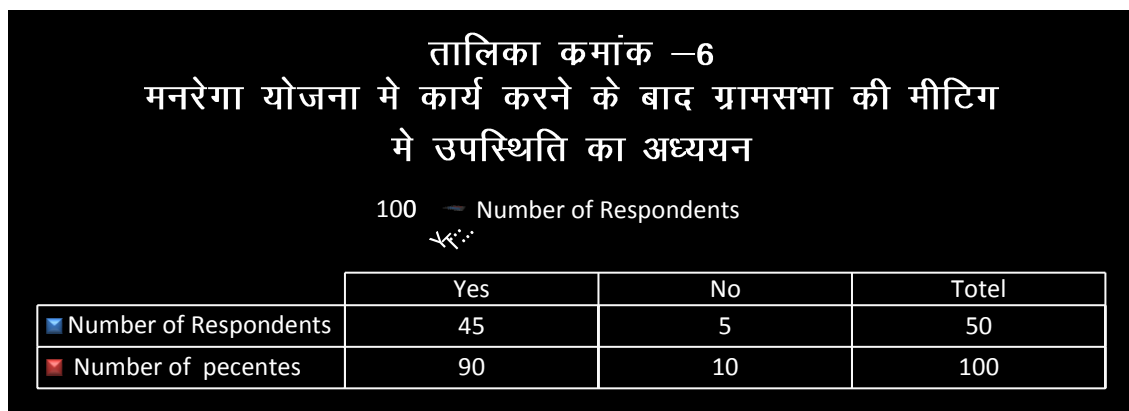 तालिका क्रमांक –6
मनरेगा योजना मे कार्य करने के बाद ग्रामसभा की मीटिग
मे उपस्थिति का अध्ययन
100 Number of Respondents
Yes No Totel
Number of Respondents 45 5 50
Number of pecentes 90 10 100